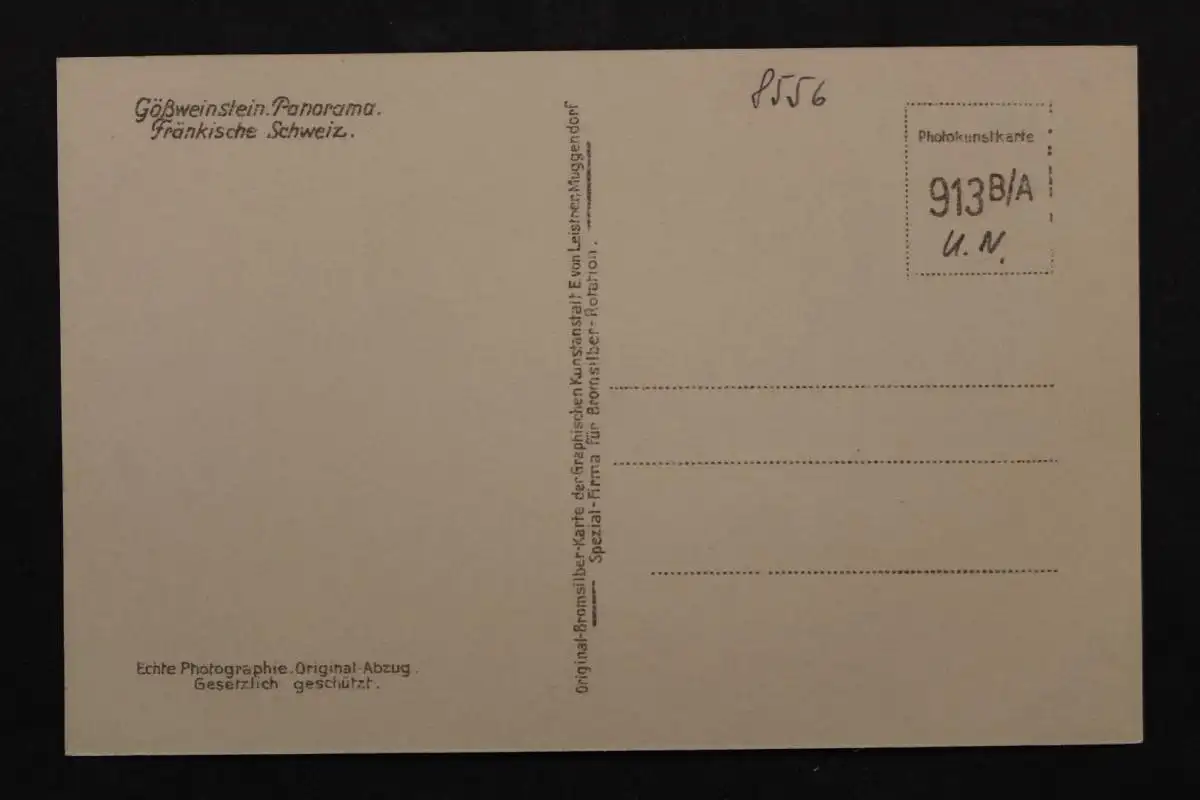 Gößweinstein. Panorama.
Fränkische Schweiz.
Echte Photographie. Original-Abzug.
Gesetzlich geschützt.
Original-Bromsilber-Karte der Graphischen Kunstanstalt E. von Leistner, Muggendorf
Spezial-Firma für Bromsilber-Rotation.
8556
Photokunstkarte
913 B/A
U. N.